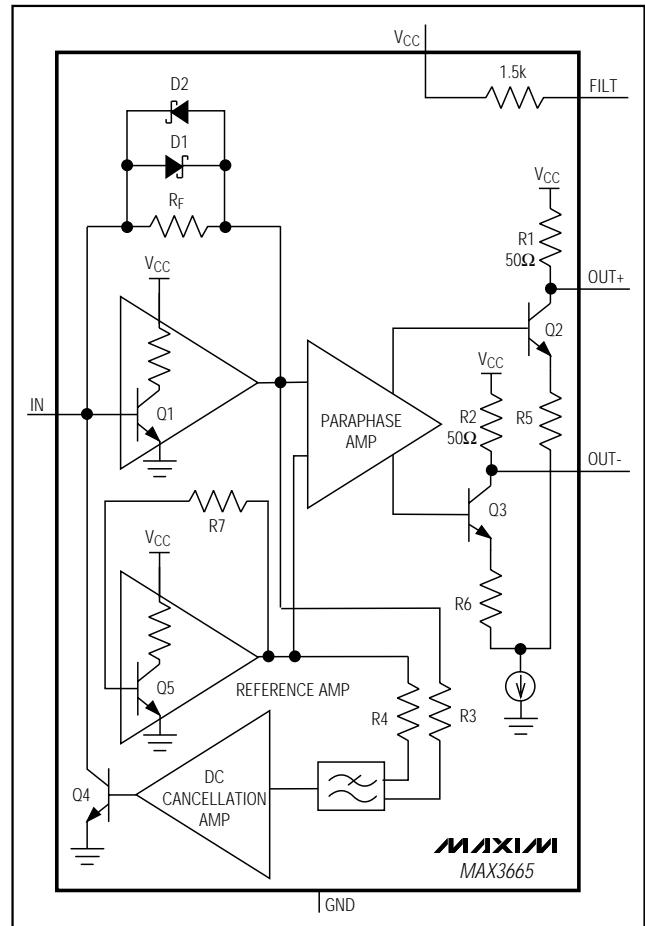 VCC
1.5k
FILT
D2
D1
RF
VCC
VCC
R1
50Ω
OUT+
Q2
IN
Q1
PARAPHASE
AMP
VCC
R2
50Ω
R5
OUT-
Q3
R7
VCC
R6
Q5
REFERENCE AMP
R4
R3
DC
CANCELLATION
AMP
Q4
MAXIM
MAX3665
GND